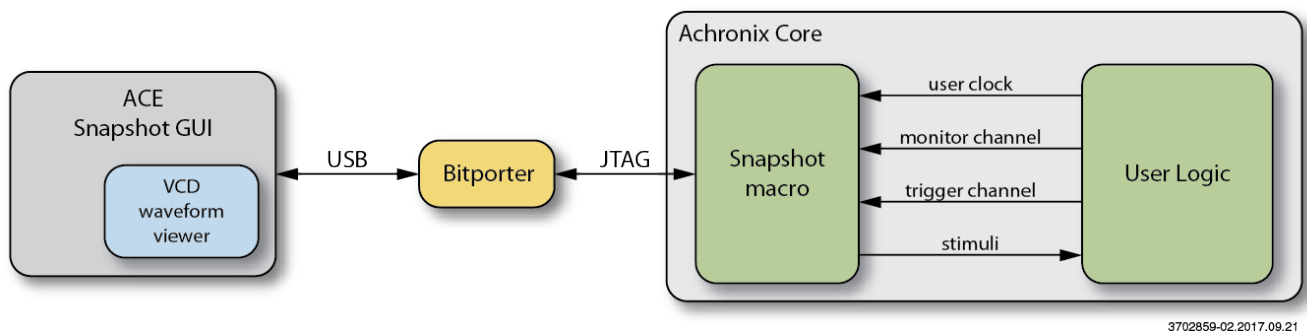 Achronix Core
ACE
Snapshot GUI
VCD
waveform
viewer
USB
Bitporter
JTAG
Snapshot
macro
user clock
monitor channel
trigger channel
stimuli
User Logic
3702859-02.2017.09.21